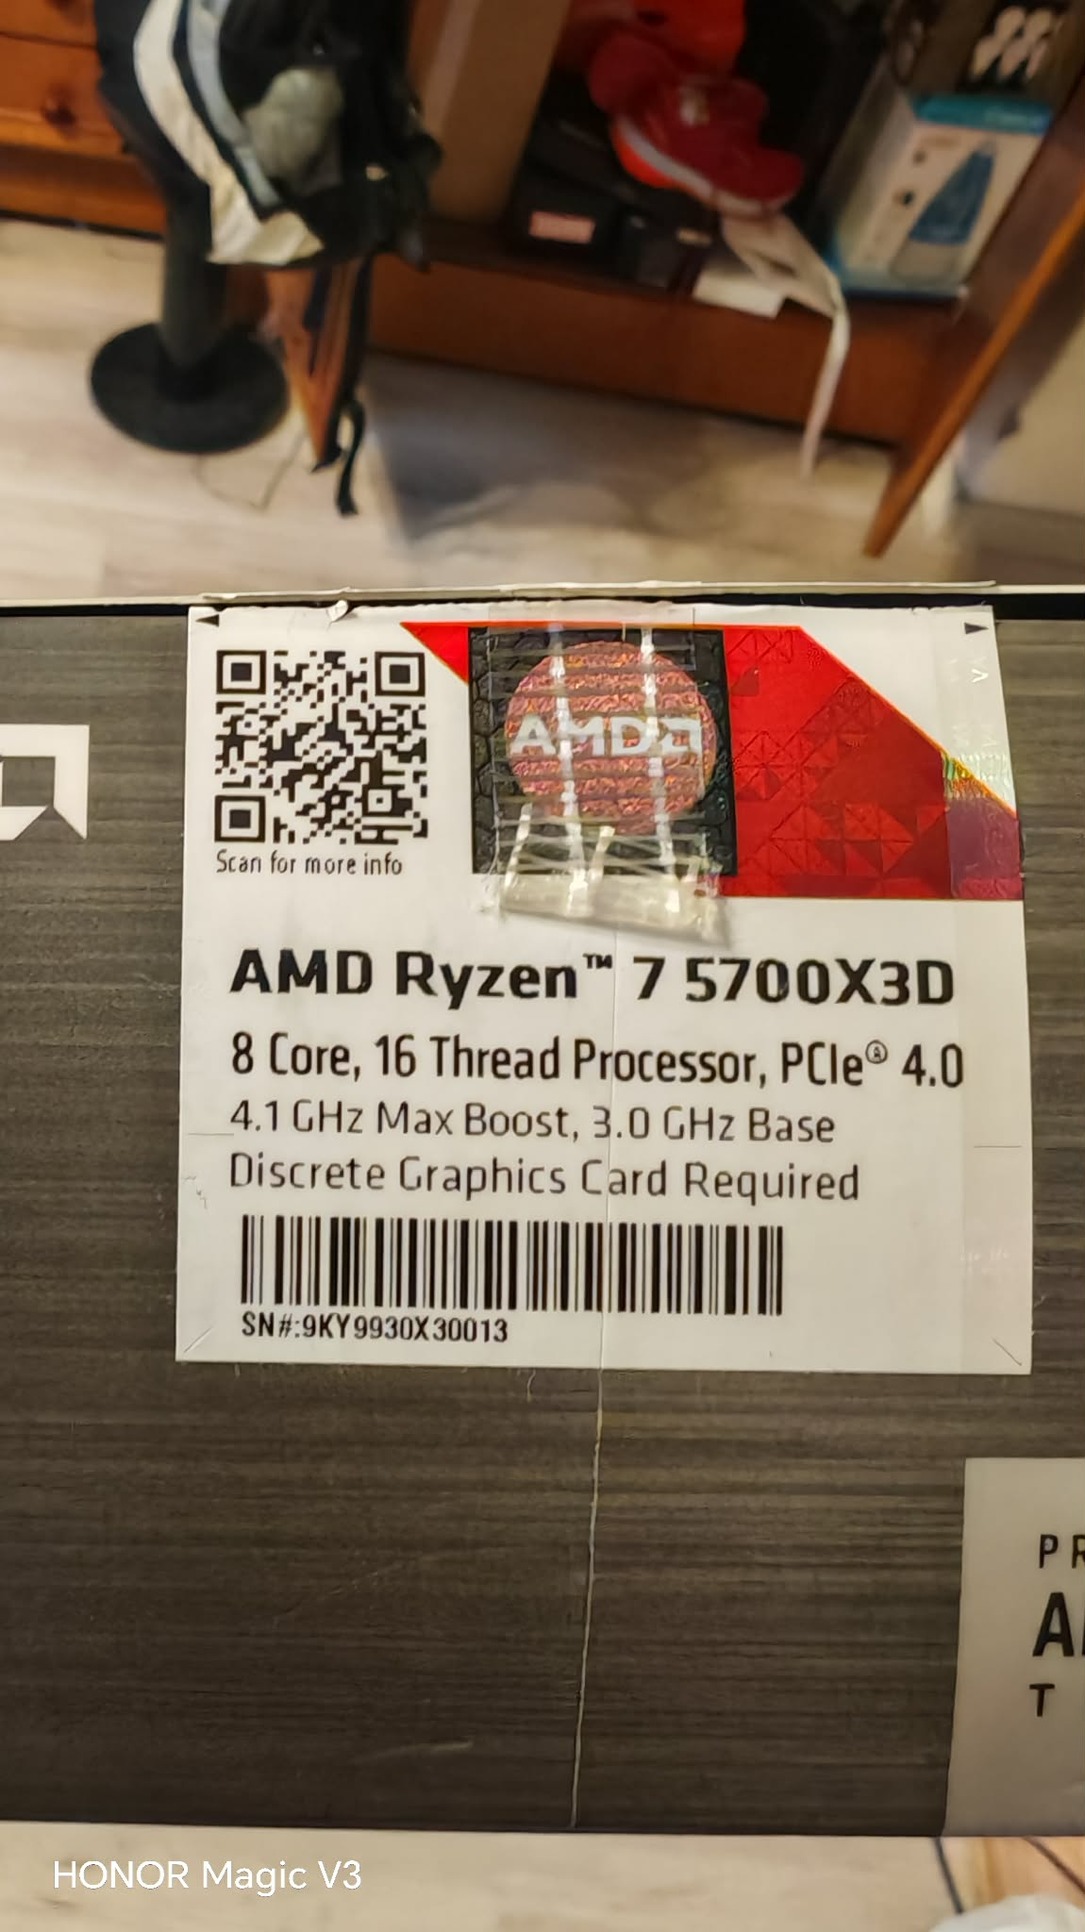 AMD
Scan for more info
AMD Ryzen™ 7 5700X3D
8 Core, 16 Thread Processor, PCIe® 4.0
4.1 GHz Max Boost, 3.0 GHz Base
Discrete Graphics Card Required
SN#:9KY9930X30013
PR
T
HONOR Magic V3